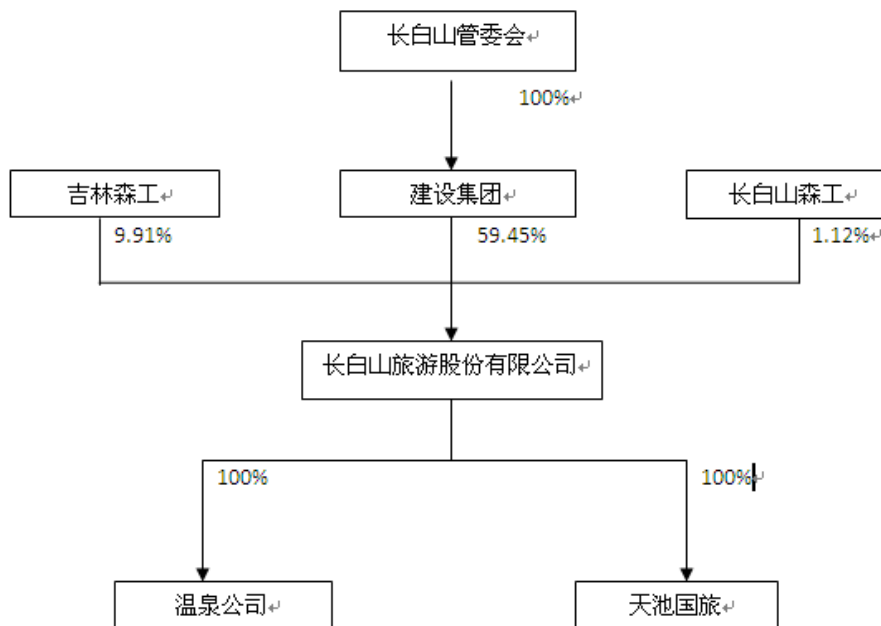 长白山管委会
100%
吉林森工
建设集团
长白山森工
9.91%
59.45%
1.12%
长白山旅游股份有限公司
100%
100%
温泉公司
天池国旅